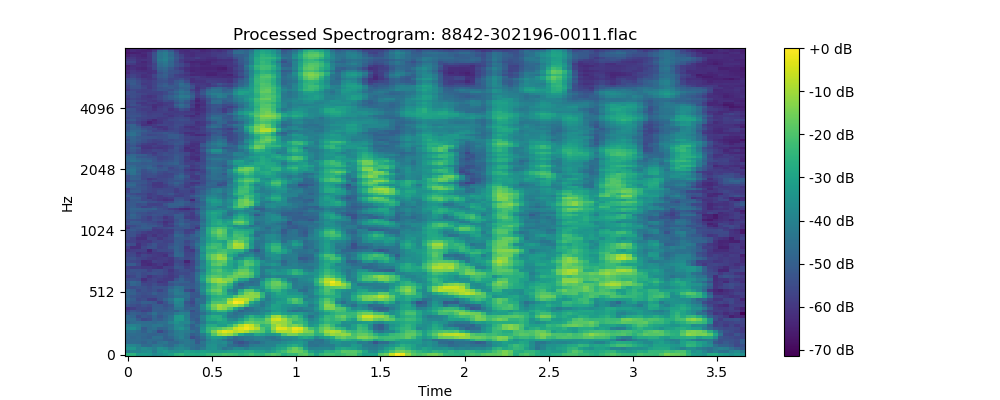 Processed Spectrogram: 8842-302196-0011.flac
Hz
4096
2048
1024
512
0
0 0.5 1 1.5 2 2.5 3 3.5
Time
+0 dB
-10 dB
-20 dB
-30 dB
-40 dB
-50 dB
-60 dB
-70 dB